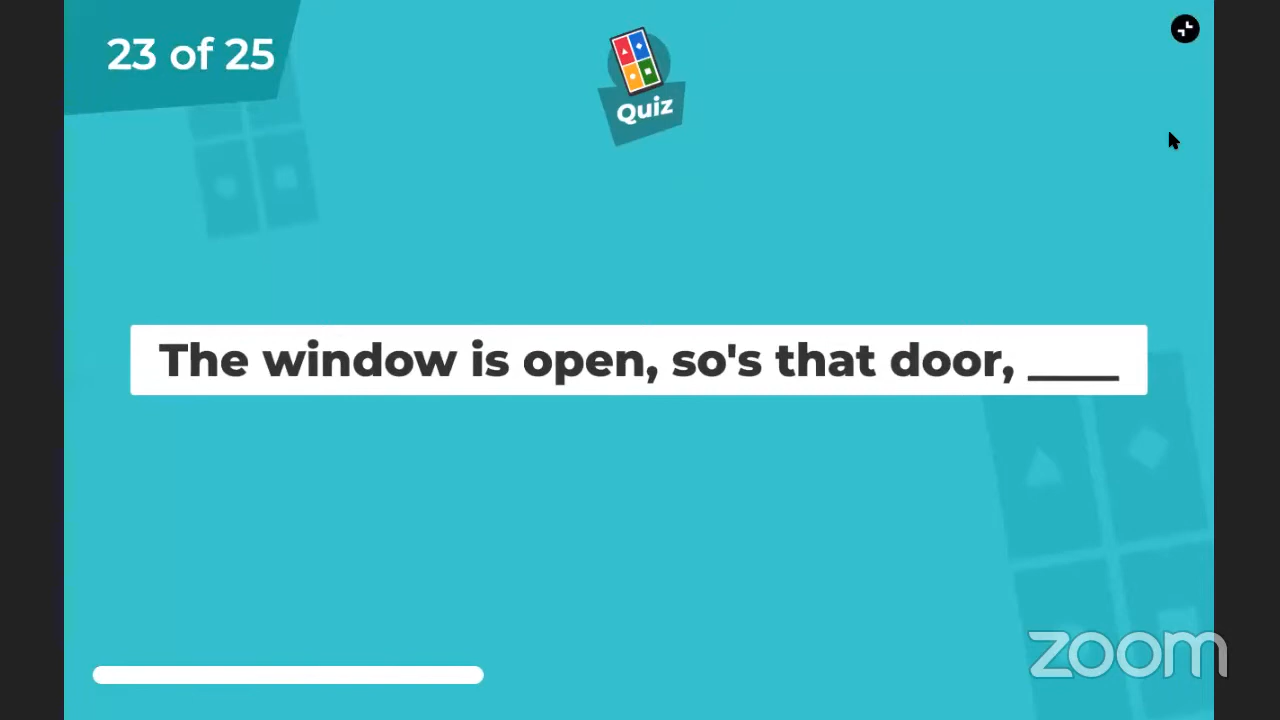 23 of 25
Quiz
The window is open, so's that door, ____
zoom